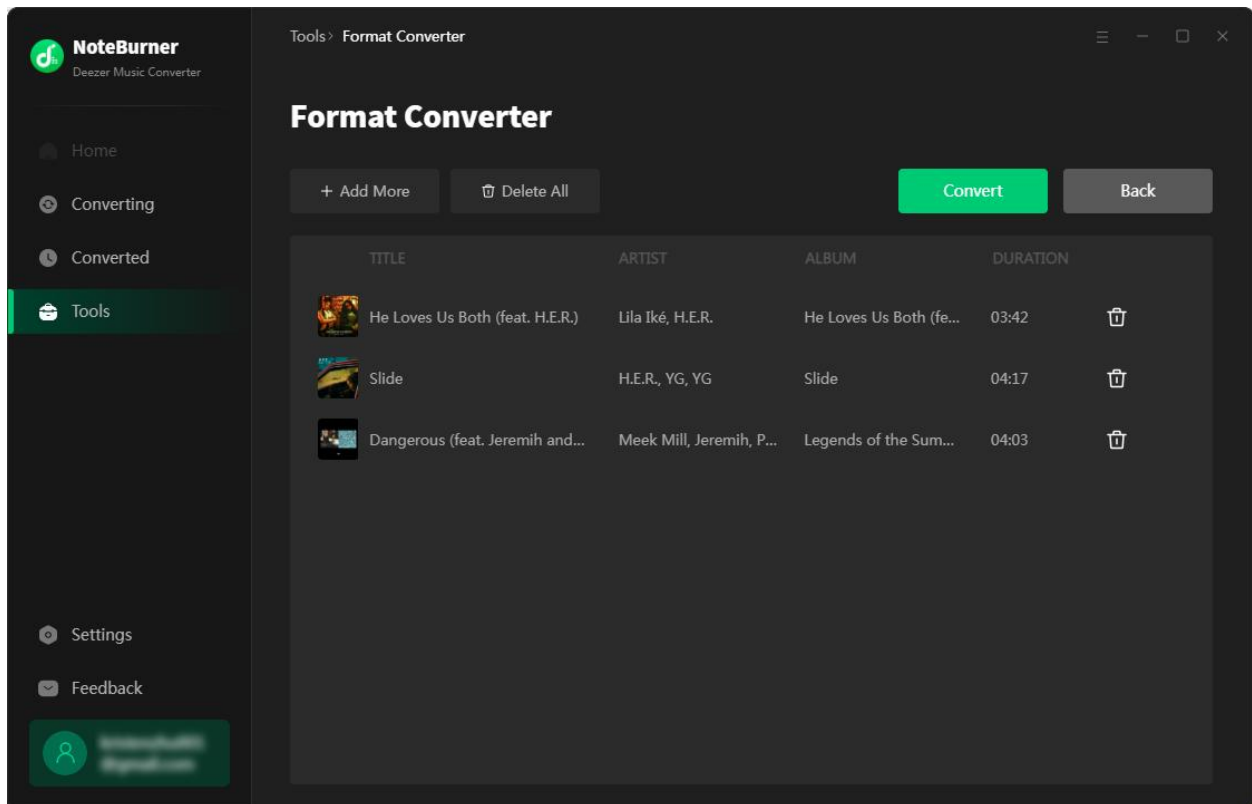 NoteBurner
Deezer Music Converter
Tools > Format Converter
Format Converter
+ Add More
Delete All
Convert
Back
TITLE ARTIST ALBUM DURATION
He Loves Us Both (feat. H.E.R.) Lila Iké, H.E.R. He Loves Us Both (fe... 03:42
Slide H.E.R., YG, YG Slide 04:17
Dangerous (feat. Jeremih and... Meek Mill, Jeremih, P... Legends of the Sum... 04:03
Home
Converting
Converted
Tools
Settings
Feedback